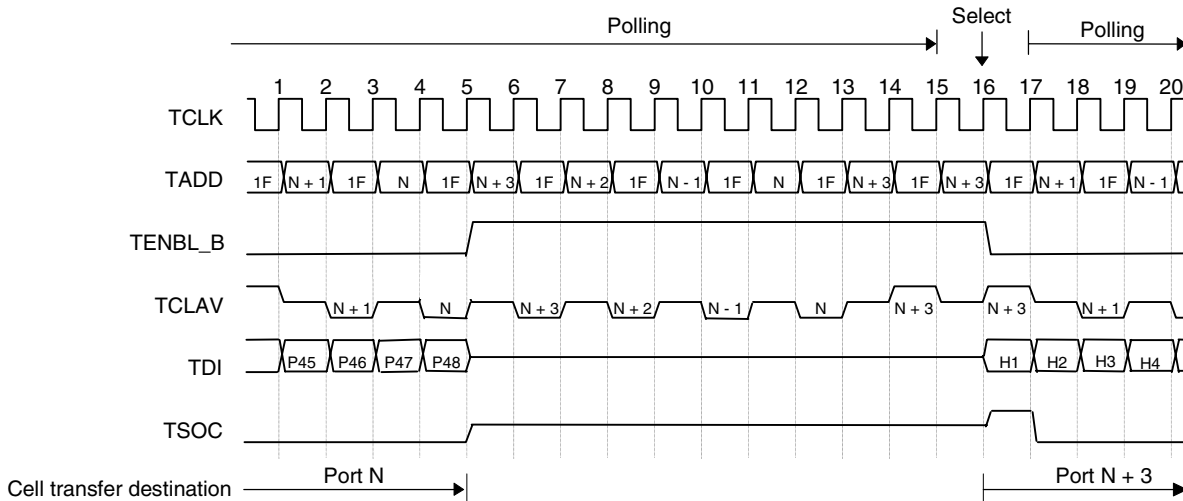 Polling Select Polling
1 2 3 4 5 6 7 8 9 10 11 12 13 14 15 16 17 18 19 20
TCLK
TADD 1F N + 1 1F N 1F N + 3 1F N + 2 1F N - 1 1F N 1F N + 3 1F N + 3 1F N + 1 1F N - 1
TENBL_B
TCLAV N + 1 N N + 3 N + 2 N - 1 N N + 3 N + 3 N + 1
TDI P45 P46 P47 P48 H1 H2 H3 H4
TSOC
Cell transfer destination Port N Port N + 3